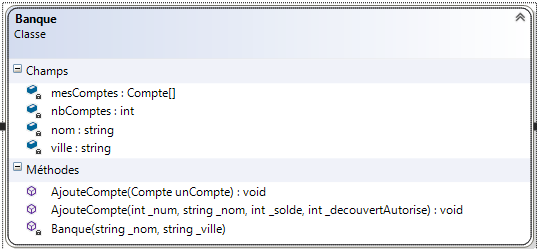 Banque
Classe
Champs
mesComptes : Compte[]
nbComptes : int
nom : string
ville : string
Méthodes
AjouteCompte(Compte unCompte) : void
AjouteCompte(int _num, string _nom, int _solde, int _decouvertAutorise) : void
Banque(string _nom, string _ville)